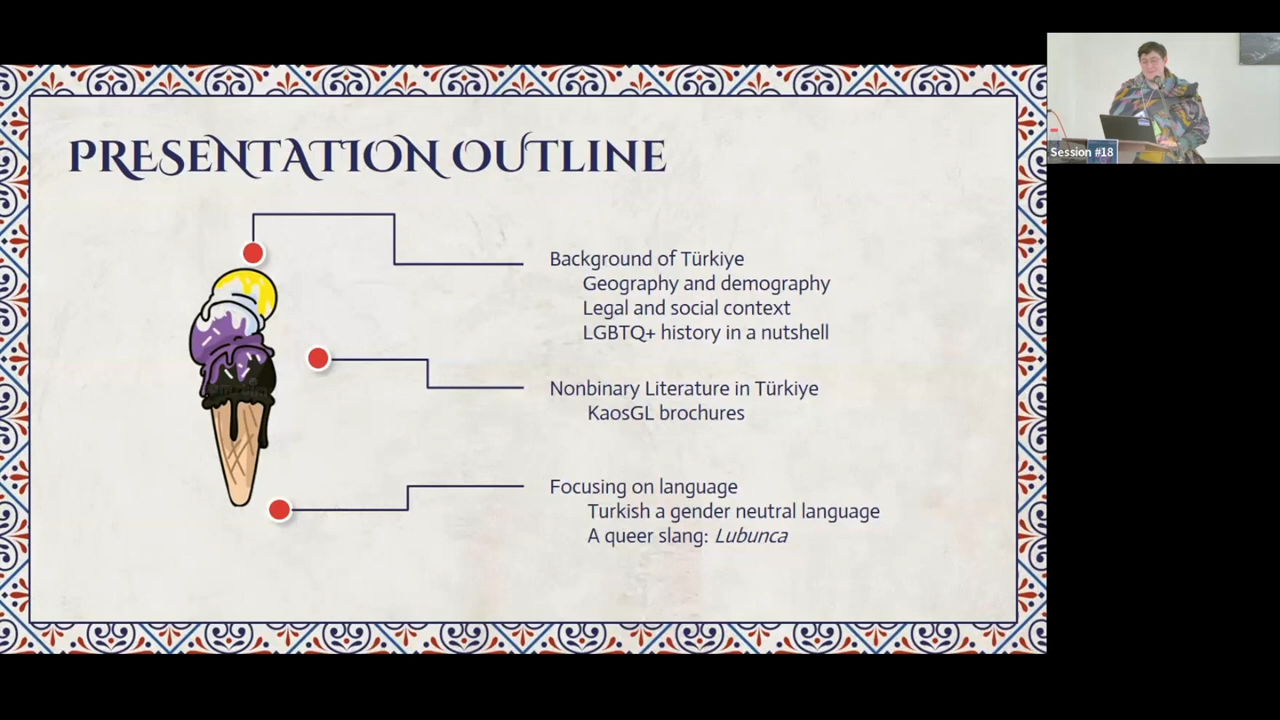 PRESENTATION OUTLINE
Background of Türkiye
Geography and demography
Legal and social context
LGBTQ+ history in a nutshell
Nonbinary Literature in Türkiye
KaosGL brochures
Focusing on language
Turkish a gender neutral language
A queer slang: Lubunca
Session #18